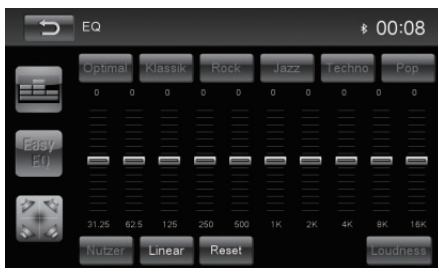 EQ 00:08
Optimal Klassik Rock Jazz Techno Pop
0 0 0 0 0 0 0 0 0 0
Easy
EQ
31.25 62.5 125 250 500 1K 2K 4K 8K 16K
Nutzer Linear Reset Loudness